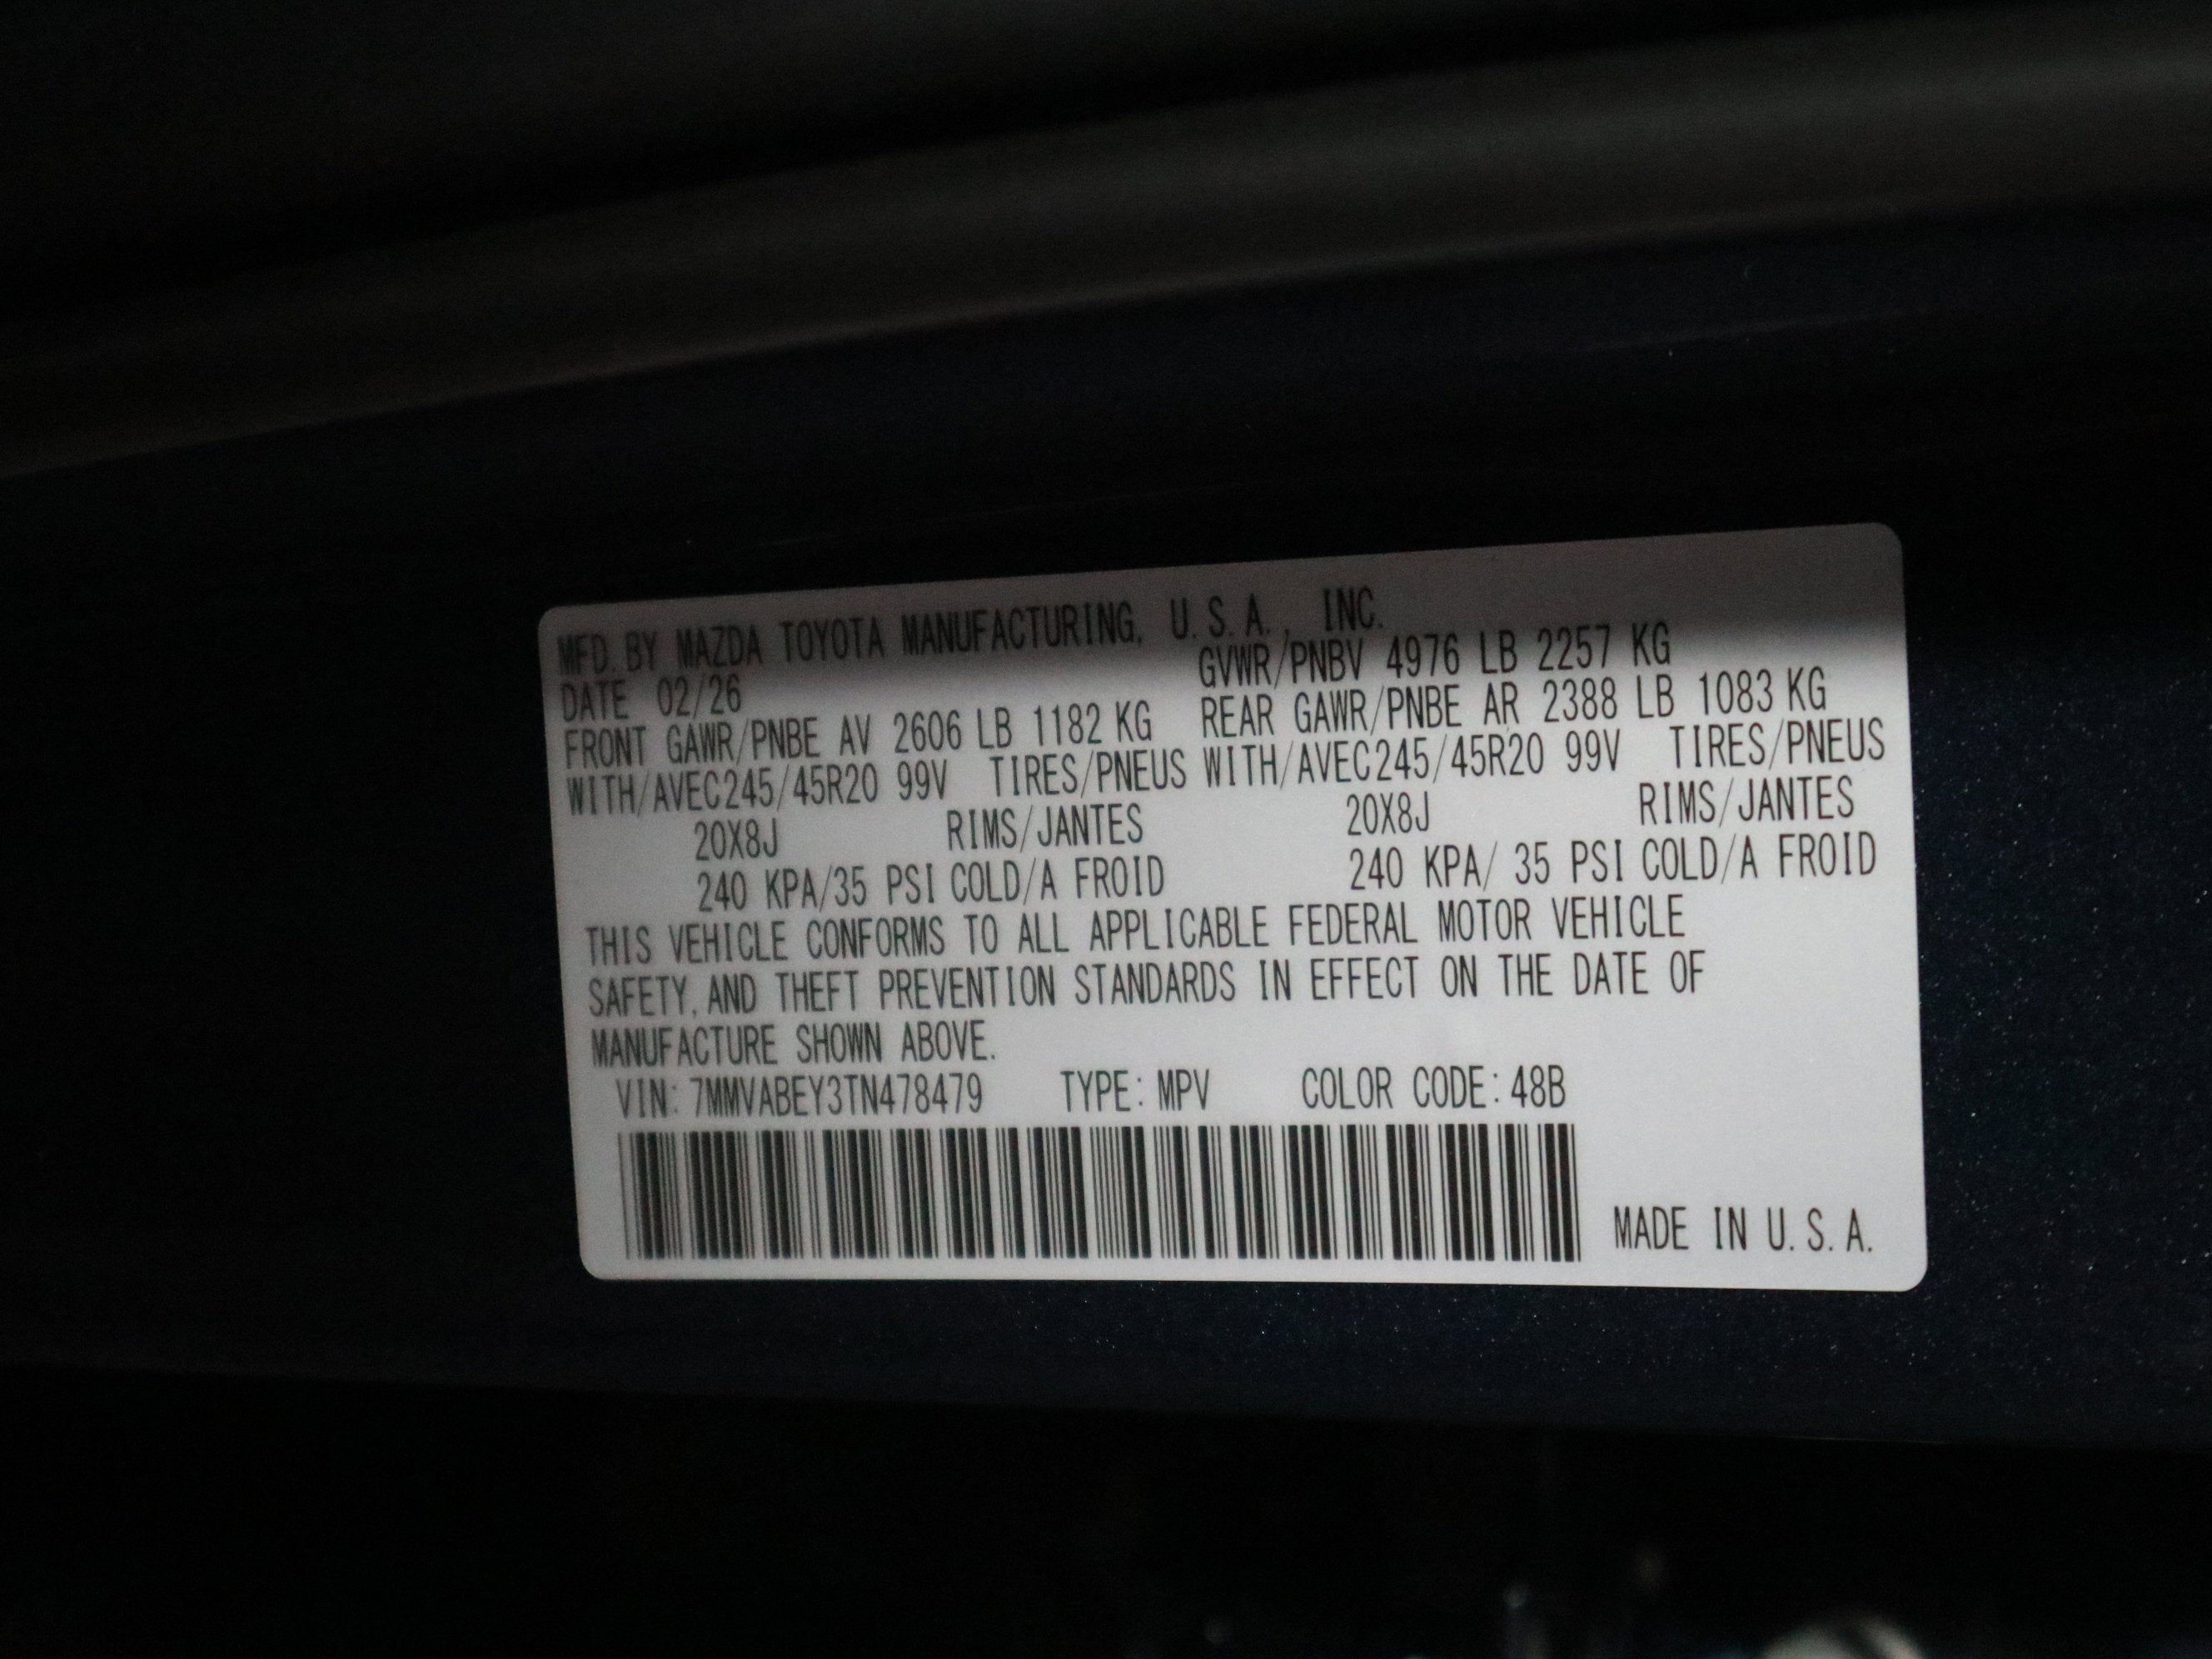 MFD. BY MAZDA TOYOTA MANUFACTURING, U.S.A., INC.
DATE 02/26 GVWR/PNBV 4976 LB 2257 KG
FRONT GAWR/PNBE AV 2606 LB 1182 KG REAR GAWR/PNBE AR 2388 LB 1083 KG
WITH/AVEC245/45R20 99V TIRES/PNEUS WITH/AVEC245/45R20 99V TIRES/PNEUS
20X8J RIMS/JANTES 20X8J RIMS/JANTES
240 KPA/35 PSI COLD/A FROID 240 KPA/ 35 PSI COLD/A FROID
THIS VEHICLE CONFORMS TO ALL APPLICABLE FEDERAL MOTOR VEHICLE
SAFETY, AND THEFT PREVENTION STANDARDS IN EFFECT ON THE DATE OF
MANUFACTURE SHOWN ABOVE.
VIN: 7MMVABEY3TN478479 TYPE: MPV COLOR CODE: 48B
MADE IN U.S.A.